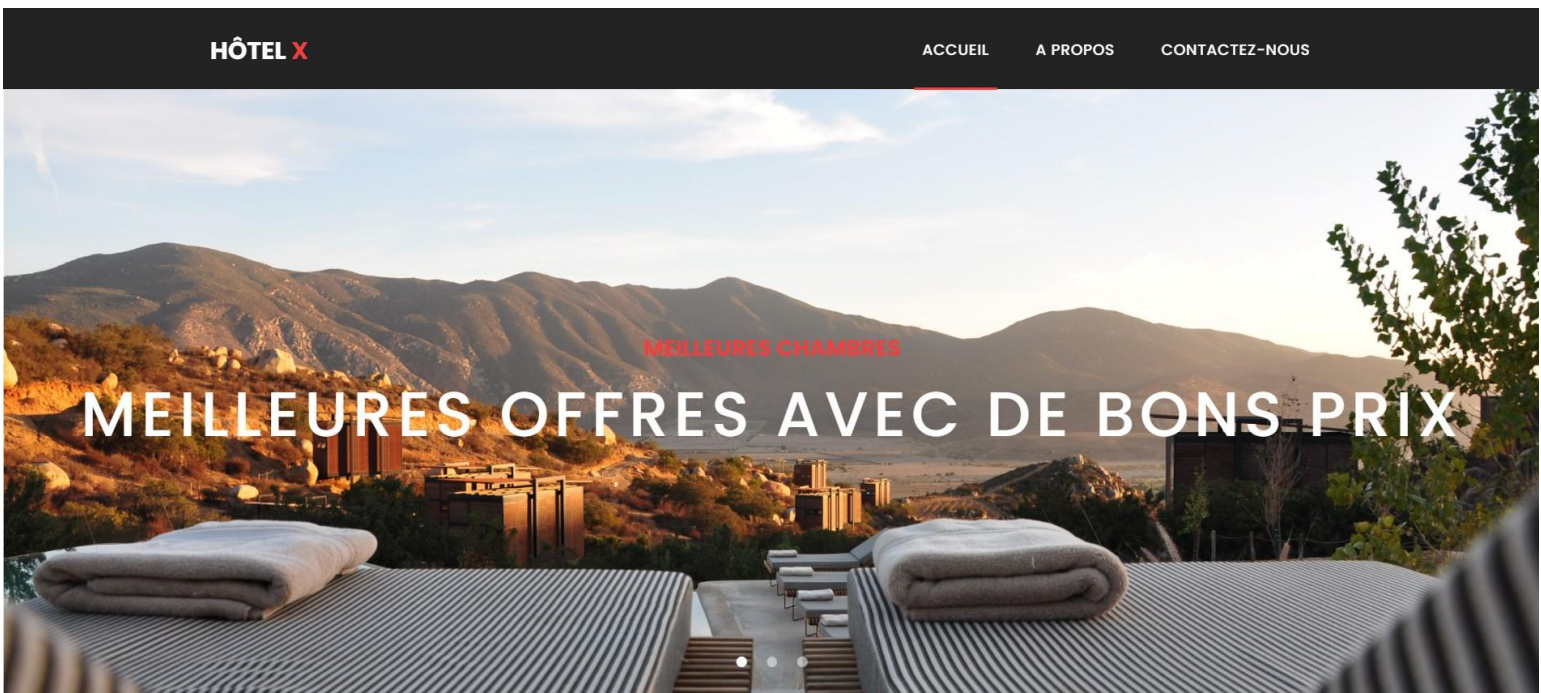 HÔTEL X
ACCUEIL
A PROPOS
CONTACTEZ-NOUS
MEILLEURES CHAMBRES
MEILLEURES OFFRES AVEC DE BONS PRIX